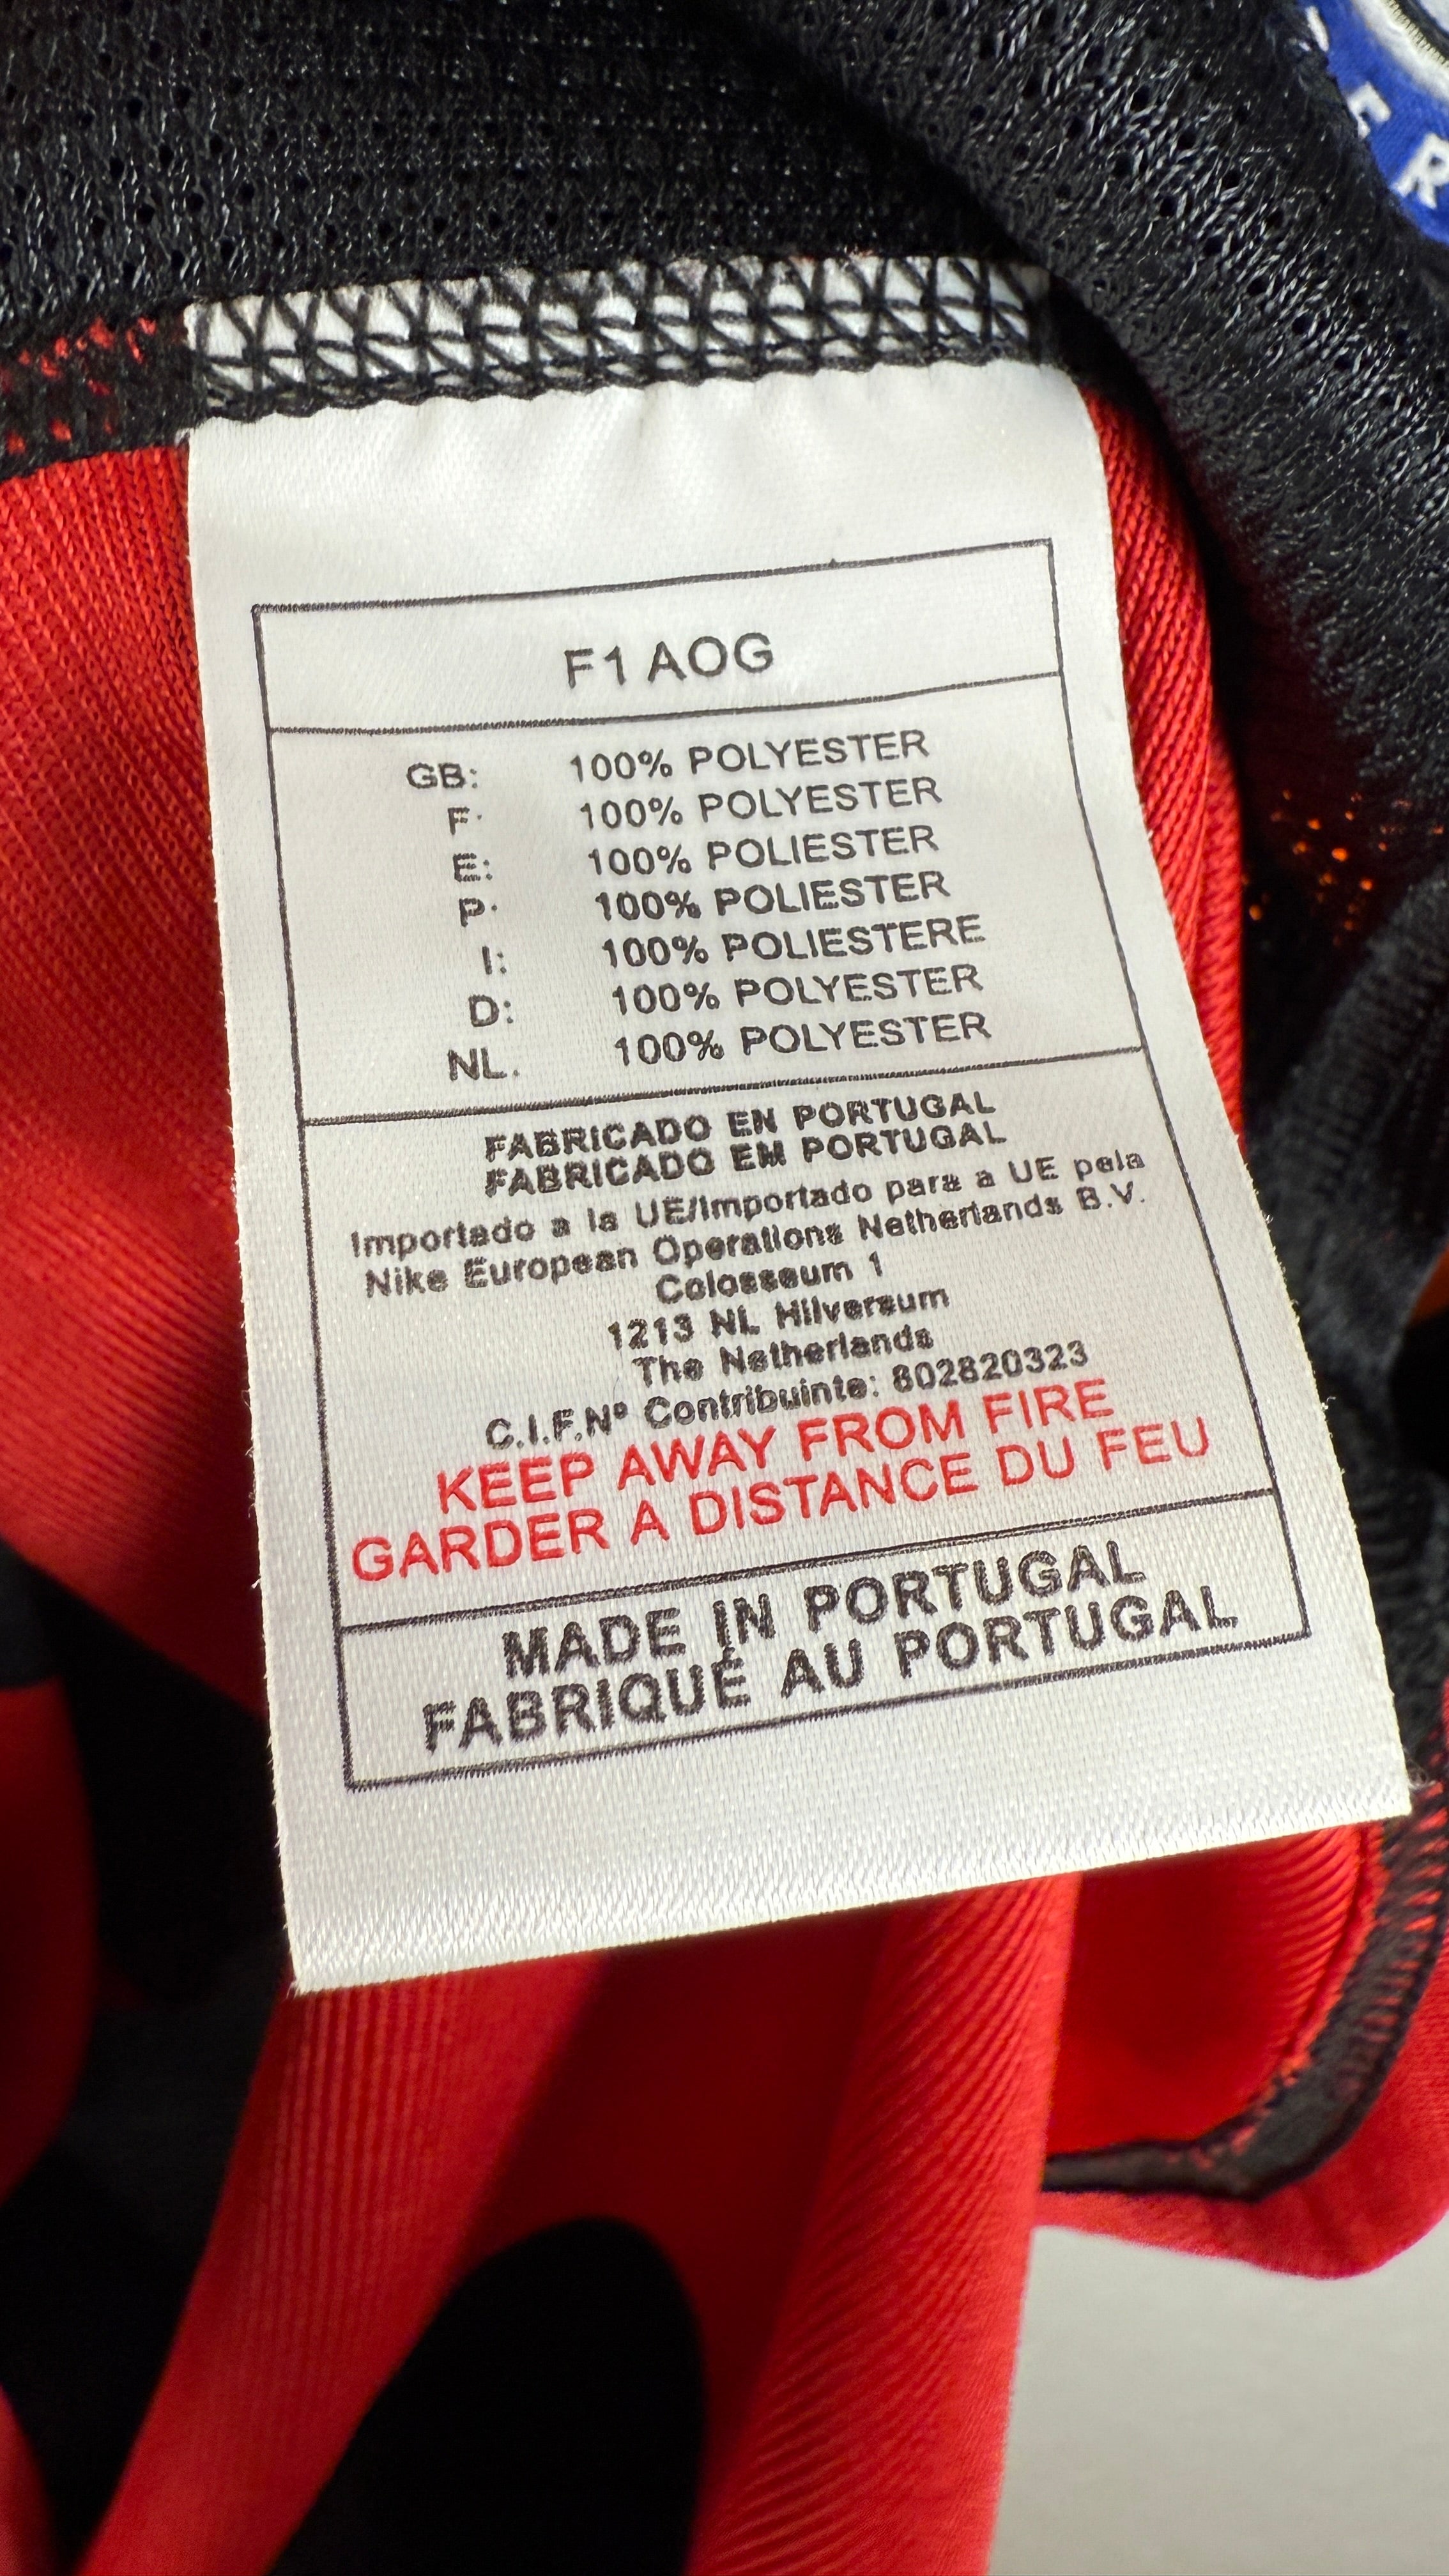 ER
F1 AOG
GB: 100% POLYESTER
F: 100% POLYESTER
E: 100% POLIESTER
P: 100% POLIESTER
I: 100% POLIESTERE
D: 100% POLYESTER
NL. 100% POLYESTER
FABRICADO EN PORTUGAL
FABRICADO EM PORTUGAL
Importado a la UE/Importado para a UE pela
Nike European Operations Netherlands B.V.
Colosseum 1
1213 NL Hilversum
The Netherlands
C.I.F.Nº Contribuinte: 802820323
KEEP AWAY FROM FIRE
GARDER A DISTANCE DU FEU
MADE IN PORTUGAL
FABRIQUÉ AU PORTUGAL